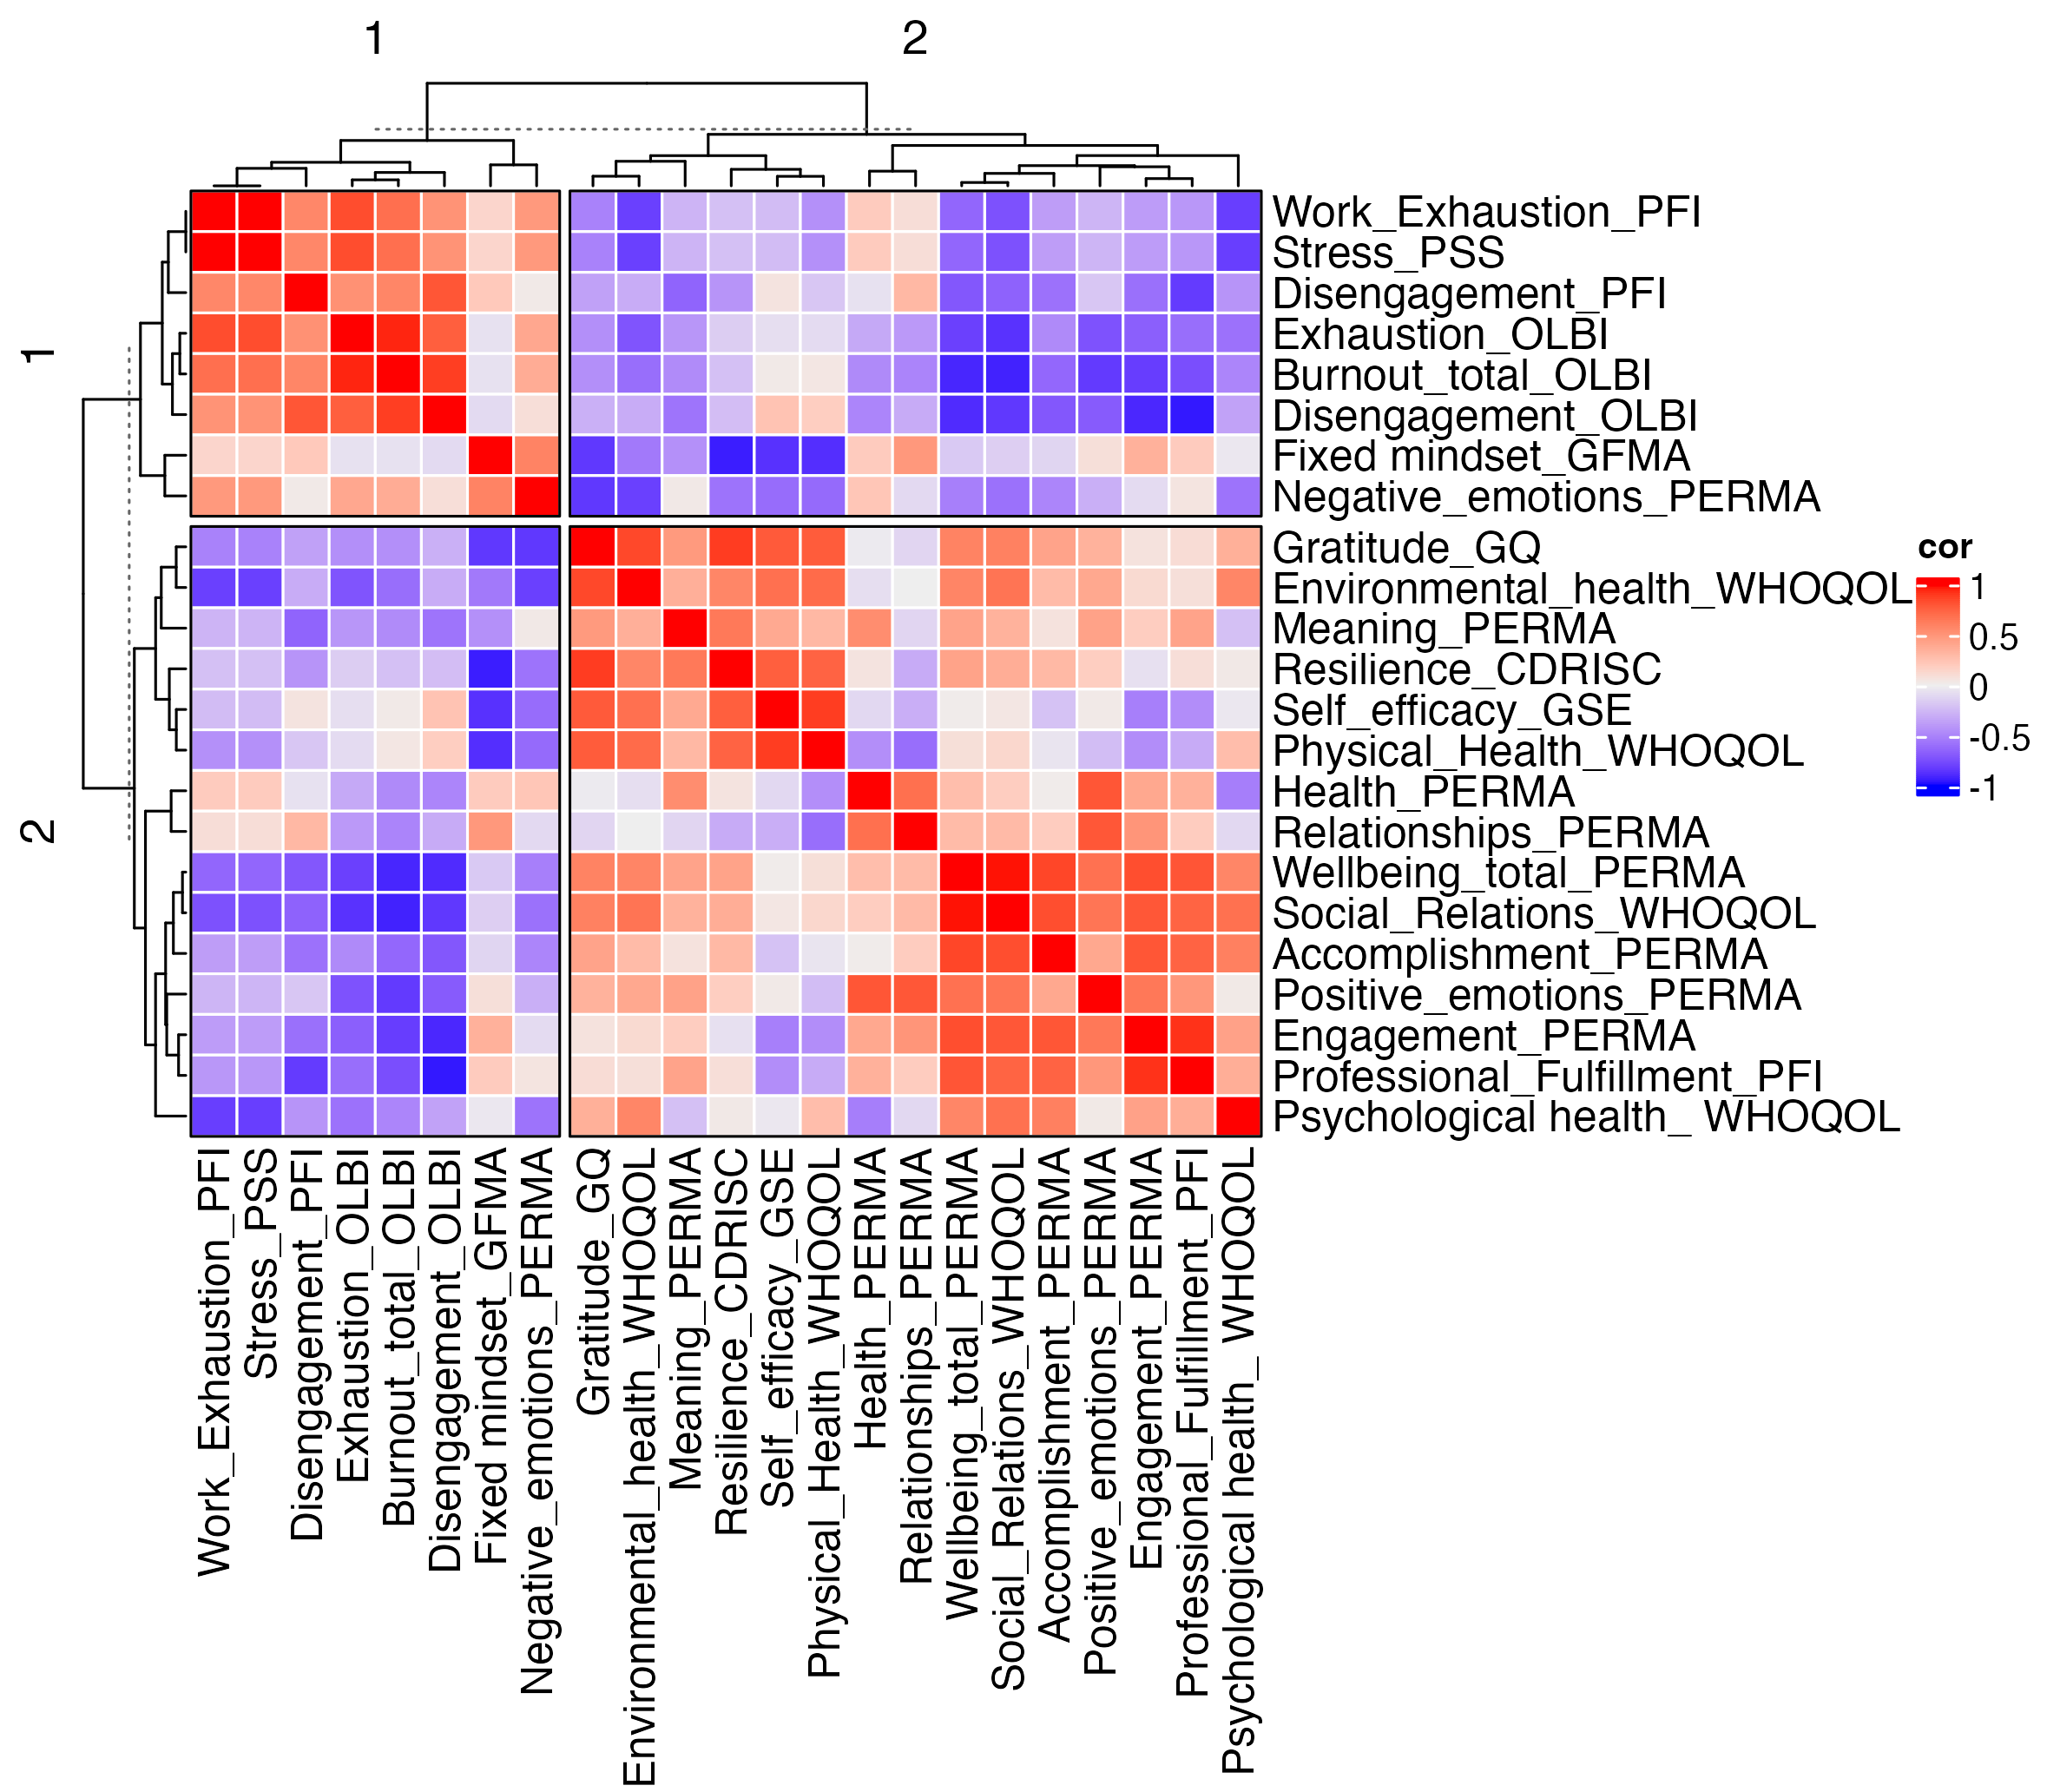 1
2
1
2
Work_Exhaustion_PFI
Stress_PSS
Disengagement_PFI
Exhaustion_OLBI
Burnout_total_OLBI
Disengagement_OLBI
Fixed mindset_GFMA
Negative_emotions_PERMA
Gratitude_GQ
Environmental_health_WHOQOL
Meaning_PERMA
Resilience_CDRISC
Self_efficacy_GSE
Physical_Health_WHOQOL
Health_PERMA
Relationships_PERMA
Wellbeing_total_PERMA
Social_Relations_WHOQOL
Accomplishment_PERMA
Positive_emotions_PERMA
Engagement_PERMA
Professional_Fulfillment_PFI
Psychological health_ WHOQOL
cor
1
0.5
0
-0.5
-1
Work_Exhaustion_PFI
Stress_PSS
Disengagement_PFI
Exhaustion_OLBI
Burnout_total_OLBI
Disengagement_OLBI
Fixed mindset_GFMA
Negative_emotions_PERMA
Gratitude_GQ
Environmental_health_WHOQOL
Meaning_PERMA
Resilience_CDRISC
Self_efficacy_GSE
Physical_Health_WHOQOL
Health_PERMA
Relationships_PERMA
Wellbeing_total_PERMA
Social_Relations_WHOQOL
Accomplishment_PERMA
Positive_emotions_PERMA
Engagement_PERMA
Professional_Fulfillment_PFI
Psychological health_ WHOQOL